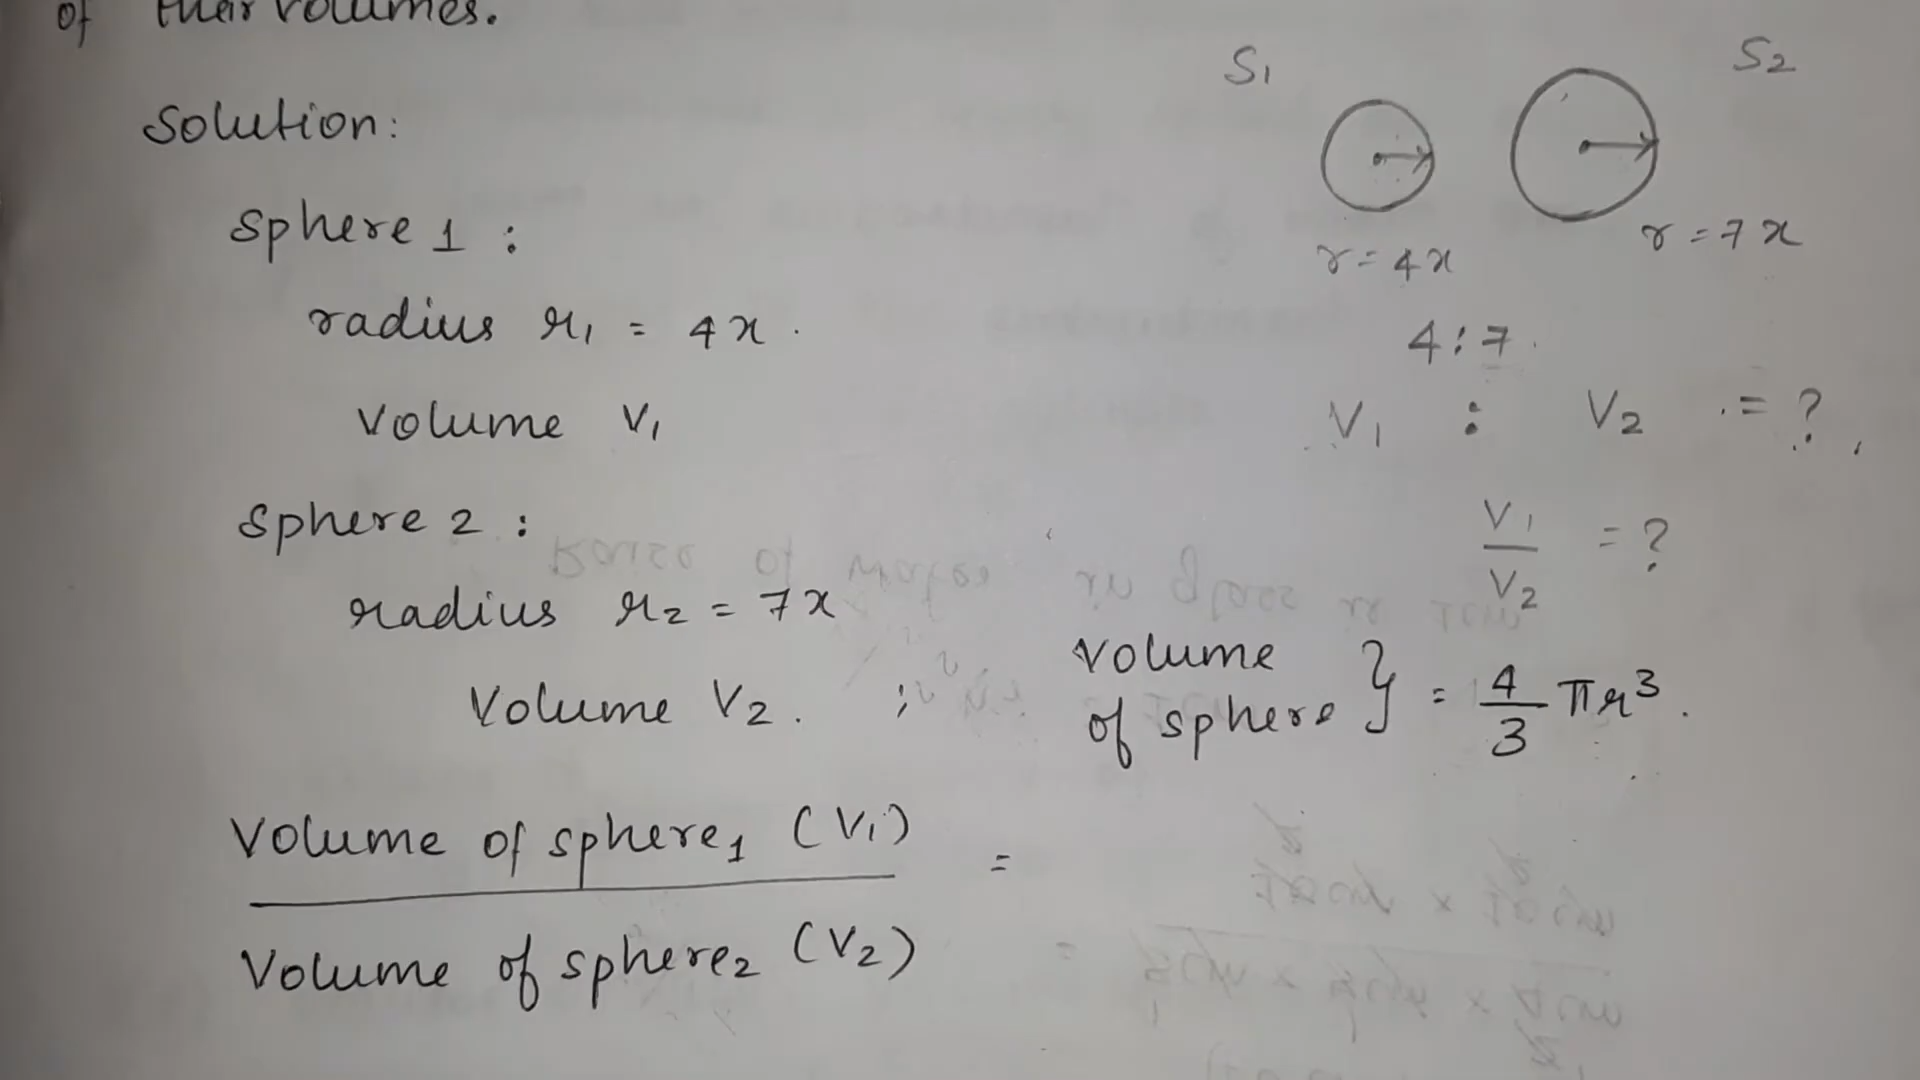 of their volumes.
Solution:
Sphere 1 :
radius r₁ = 4x.
Volume V₁
Sphere 2 :
radius r₂ = 7x
Volume V₂.
Volume of sphere₁ (V₁)
=
Volume of sphere₂ (V₂)
S₁
S₂
r = 4x
r = 7x
4 : 7.
V₁ : V₂ = ?
V₁
= ?
V₂
Volume
of sphere } = 4/3 πr³.